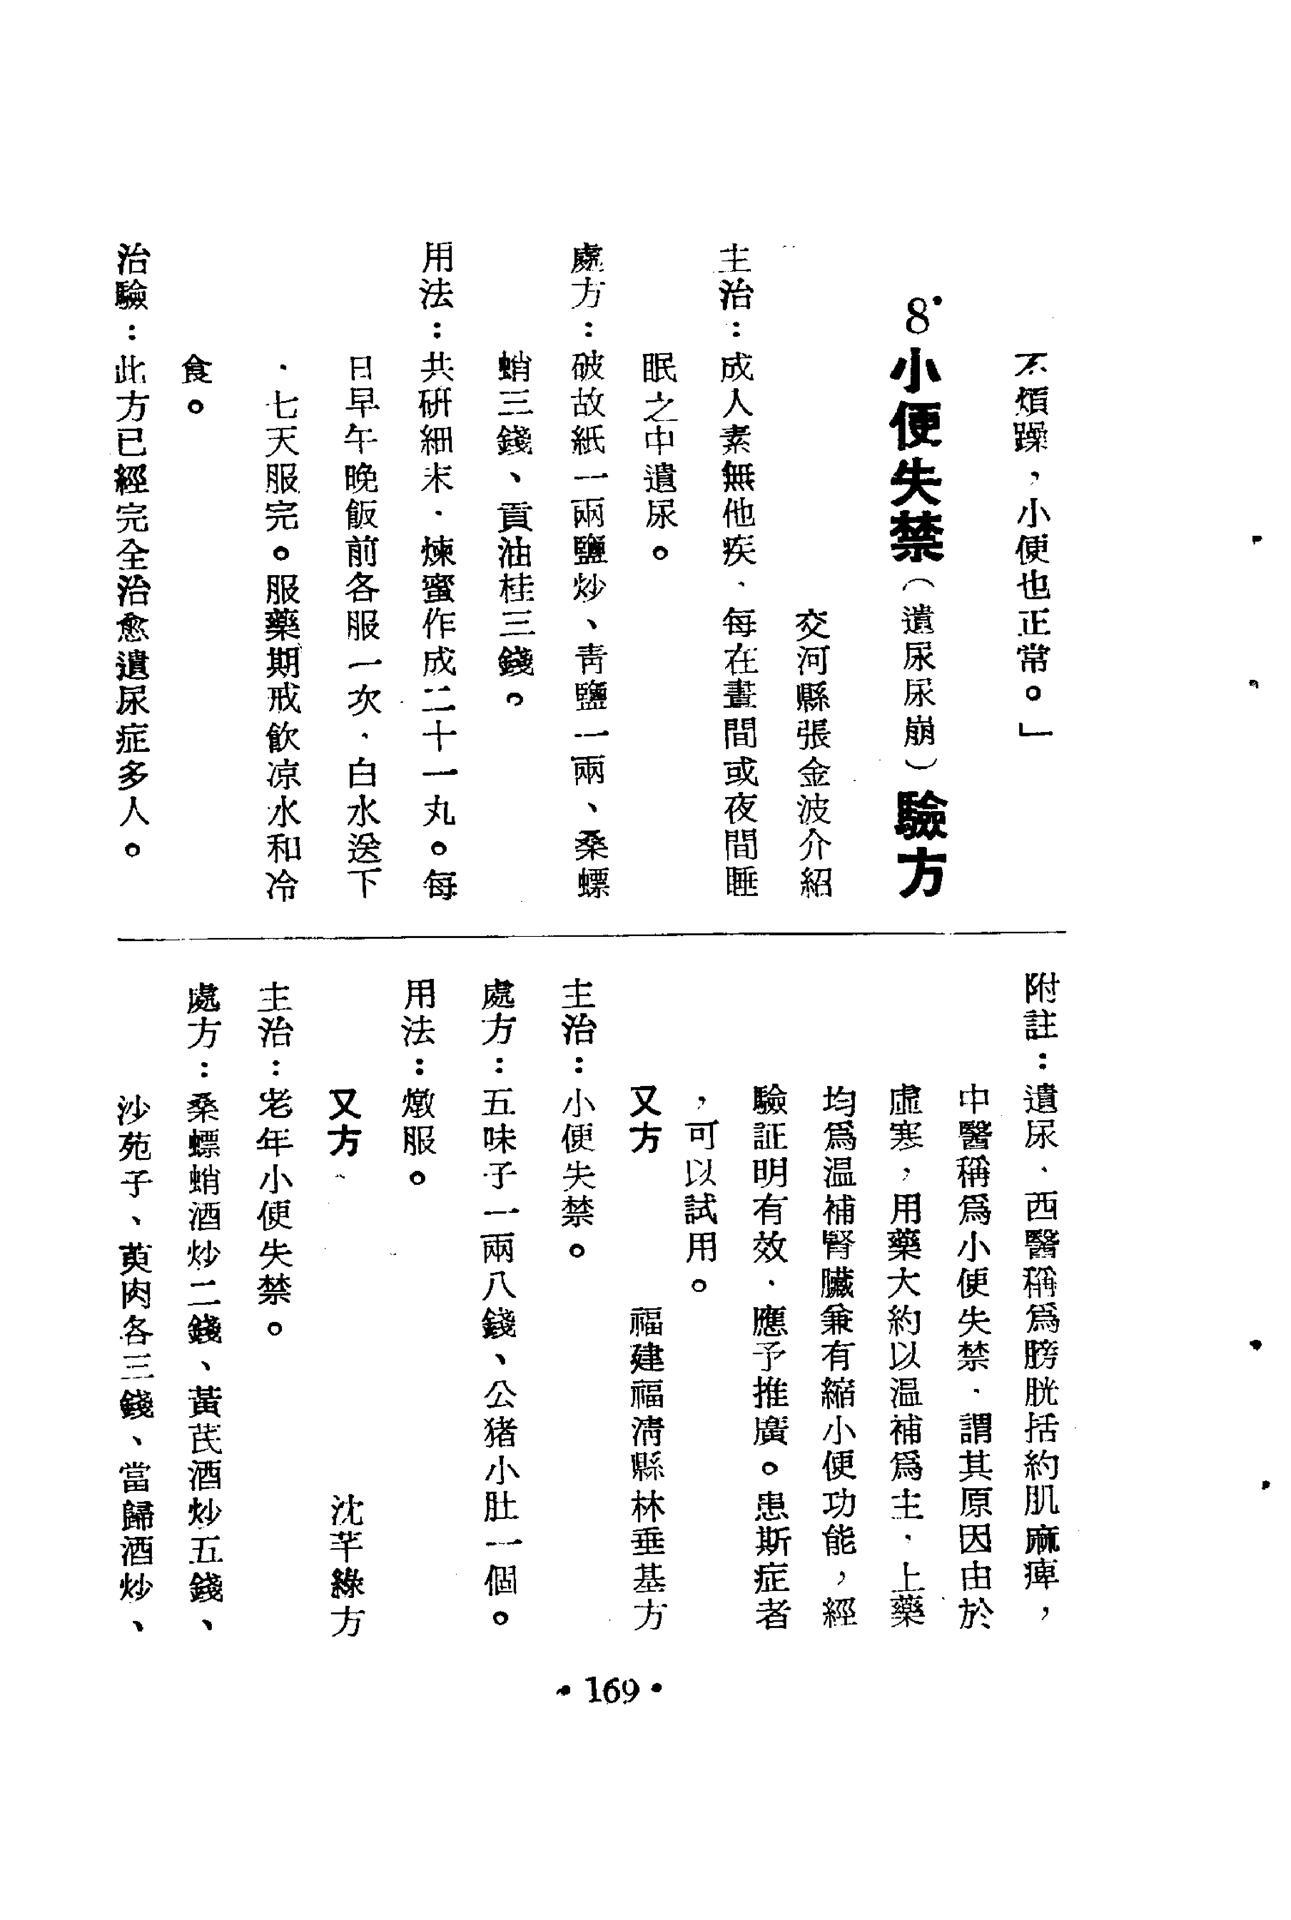 不煩躁，小便也正常。」
8. 小便失禁（遺尿尿崩）驗方
交河縣張金波介紹
主治：成人素無他疾、每在晝間或夜間睡
眠之中遺尿。
處方：破故紙一兩鹽炒、靑鹽一兩、桑螵
蛸三錢、貢油桂三錢。
用法：共研細末．煉蜜作成二十一丸。每
日早午晚飯前各服一次．白水送下
．七天服完。服藥期戒飲凉水和冷
食。
治驗：此方已經完全治愈遺尿症多人。
附註：遺尿、西醫稱爲膀胱括約肌麻痺，
中醫稱爲小便失禁．謂其原因由於
虛寒，用藥大約以温補爲主．上藥
均爲温補腎臟兼有縮小便功能，經
驗証明有效．應予推廣。患斯症者
，可以試用。
又方　福建福淸縣林垂基方
主治：小便失禁。
處方：五味子一兩八錢、公猪小肚一個。
用法：燉服。
又方　沈芊綠方
主治：老年小便失禁。
處方：桑螵蛸酒炒二錢、黃芪酒炒五錢、
沙苑子、萸肉各三錢、當歸酒炒、
• 169 •